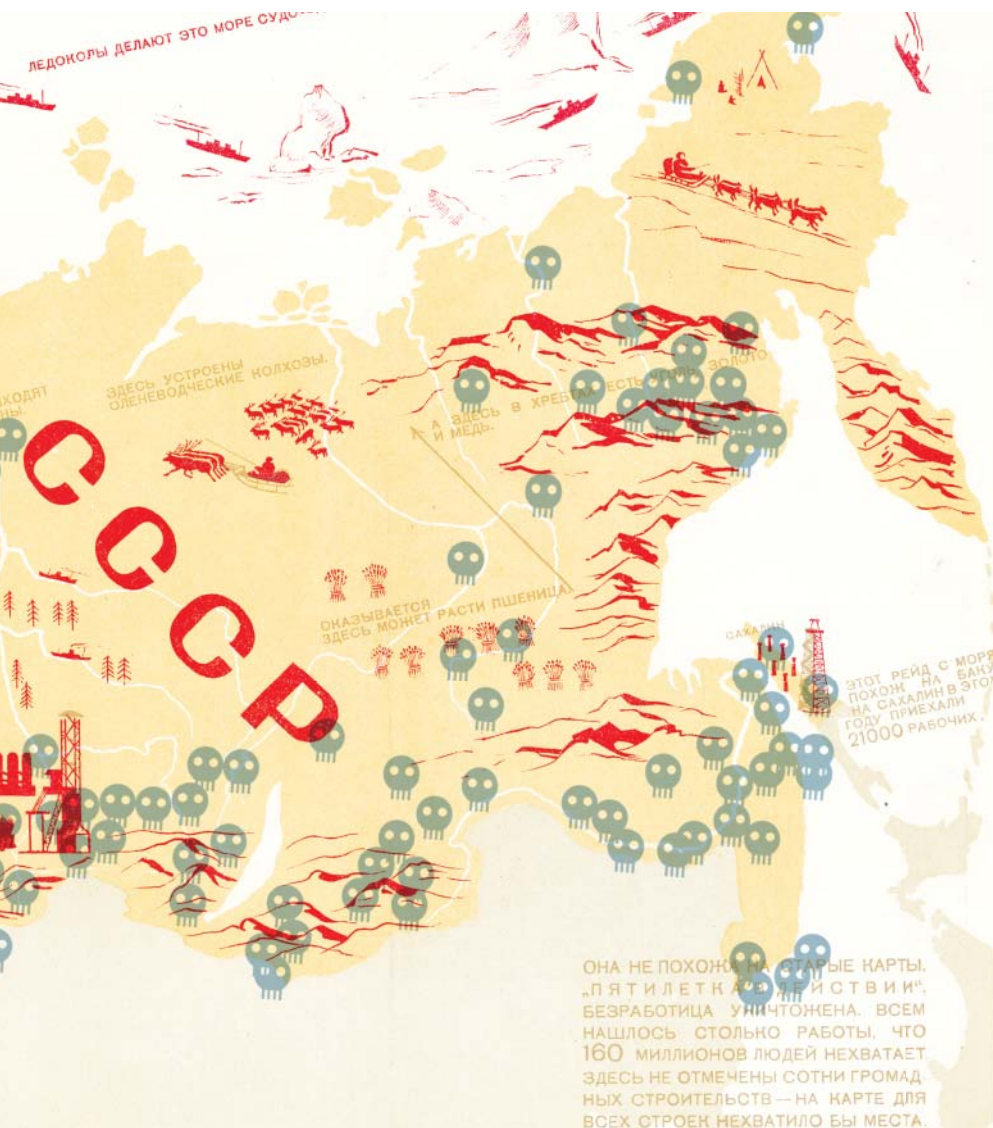 ЛЕДОКОЛЫ ДЕЛАЮТ ЭТО МОРЕ
ЗДЕСЬ УСТРОЕНЫ
ОЛЕНЕВОДЧЕСКИЕ КОЛХОЗЫ.
А ЗДЕСЬ В ХРЕБТАХ ЕСТЬ УГОЛЬ ЗОЛОТО
И МЕДЬ.
СССР
ОКАЗЫВАЕТСЯ
ЗДЕСЬ МОЖЕТ РАСТИ ПШЕНИЦА.
САХАЛИН
ЭТОТ РЕЙД С МОРЯ
ПОХОЖ НА БАКУ
НА САХАЛИН В ЭТОМ
ГОДУ ПРИЕХАЛИ
21000 РАБОЧИХ.
ОНА НЕ ПОХОЖА НА СТАРЫЕ КАРТЫ.
„ПЯТИЛЕТКА В ДЕЙСТВИИ“.
БЕЗРАБОТИЦА УНИЧТОЖЕНА. ВСЕМ
НАШЛОСЬ СТОЛЬКО РАБОТЫ, ЧТО
160 МИЛЛИОНОВ ЛЮДЕЙ НЕХВАТАЕТ
ЗДЕСЬ НЕ ОТМЕЧЕНЫ СОТНИ ГРОМАД
НЫХ СТРОИТЕЛЬСТВ — НА КАРТЕ ДЛЯ
ВСЕХ СТРОЕК НЕХВАТИЛО БЫ МЕСТА.